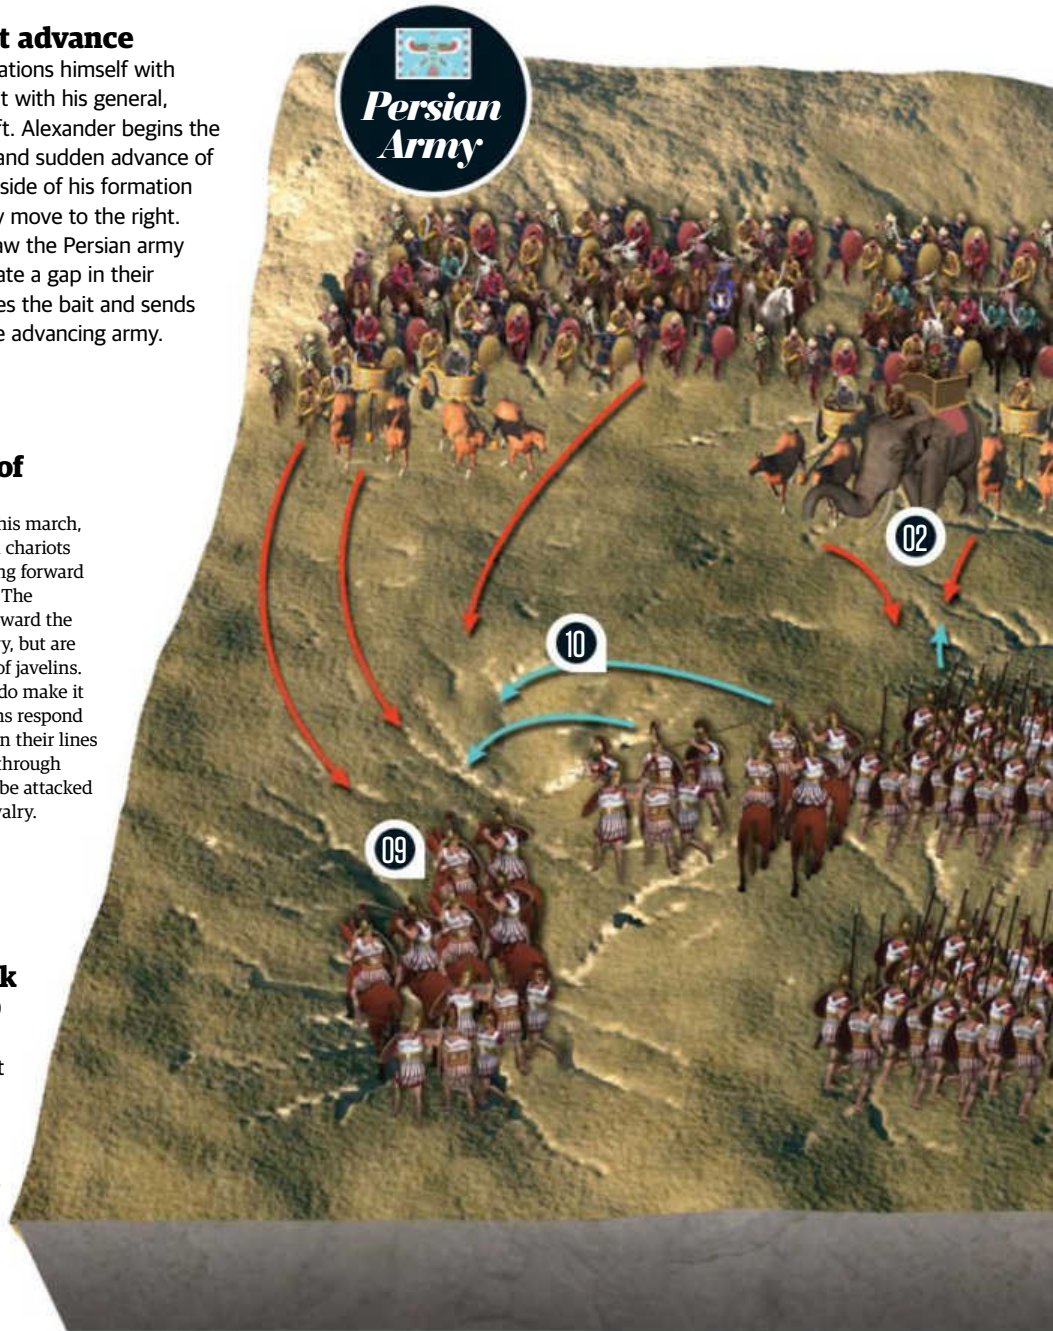 t advance
ations himself with
t with his general,
ft. Alexander begins the
and sudden advance of
side of his formation
y move to the right.
aw the Persian army
ate a gap in their
es the bait and sends
e advancing army.
of
his march,
chariots
ng forward
The
ward the
y, but are
of javelins.
do make it
ns respond
n their lines
through
be attacked
valry.
k
)
t
Persian
Army
02
10
09